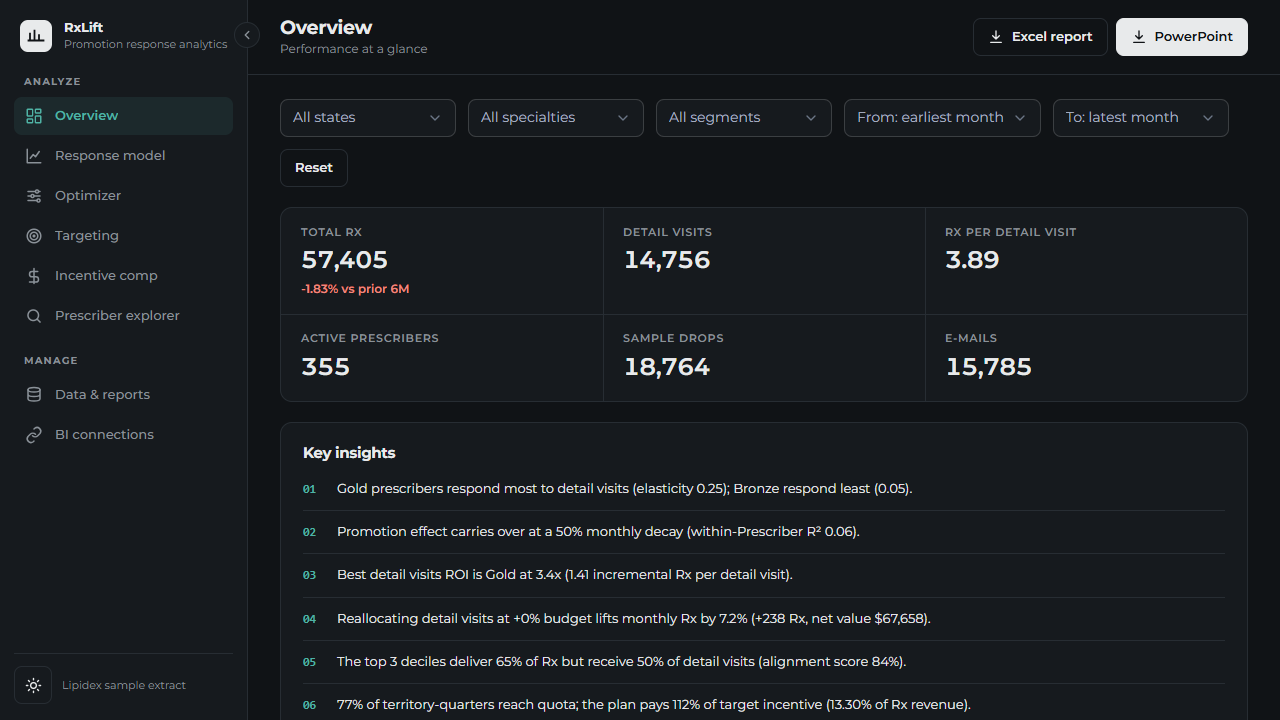 RxLift
Promotion response analytics
ANALYZE
Overview
Response model
Optimizer
Targeting
Incentive comp
Prescriber explorer
MANAGE
Data & reports
BI connections
Lipidex sample extract
Overview
Performance at a glance
Excel report
PowerPoint
All states
All specialties
All segments
From: earliest month
To: latest month
Reset
TOTAL RX
57,405
-1.83% vs prior 6M
DETAIL VISITS
14,756
RX PER DETAIL VISIT
3.89
ACTIVE PRESCRIBERS
355
SAMPLE DROPS
18,764
E-MAILS
15,785
Key insights
01 Gold prescribers respond most to detail visits (elasticity 0.25); Bronze respond least (0.05).
02 Promotion effect carries over at a 50% monthly decay (within-Prescriber R² 0.06).
03 Best detail visits ROI is Gold at 3.4x (1.41 incremental Rx per detail visit).
04 Reallocating detail visits at +0% budget lifts monthly Rx by 7.2% (+238 Rx, net value $67,658).
05 The top 3 deciles deliver 65% of Rx but receive 50% of detail visits (alignment score 84%).
06 77% of territory-quarters reach quota; the plan pays 112% of target incentive (13.30% of Rx revenue).